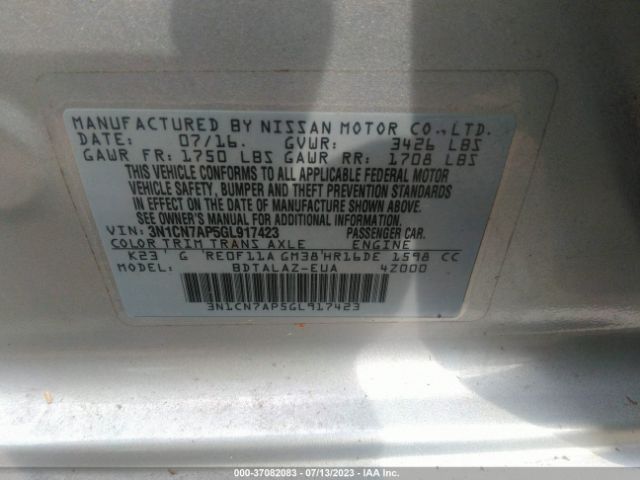 MANUFACTURED BY NISSAN MOTOR CO.,LTD.
DATE: 07/16. GVWR: 3426 LBS
GAWR FR: 1750 LBS GAWR RR: 1708 LBS
THIS VEHICLE CONFORMS TO ALL APPLICABLE FEDERAL MOTOR
VEHICLE SAFETY, BUMPER AND THEFT PREVENTION STANDARDS
IN EFFECT ON THE DATE OF MANUFACTURE SHOWN ABOVE.
SEE OWNER'S MANUAL FOR ADDITIONAL INFORMATION.
VIN: 3N1CN7AP5GL917423 PASSENGER CAR.
COLOR TRIM TRANS AXLE ENGINE
K23 G RE0F11A GM38 HR16DE 1598 CC
MODEL: BDTALAZ-EUA 4Z000
3N1CN7AP5GL917423
000-37082083 - 07/13/2023 - IAAI.COM